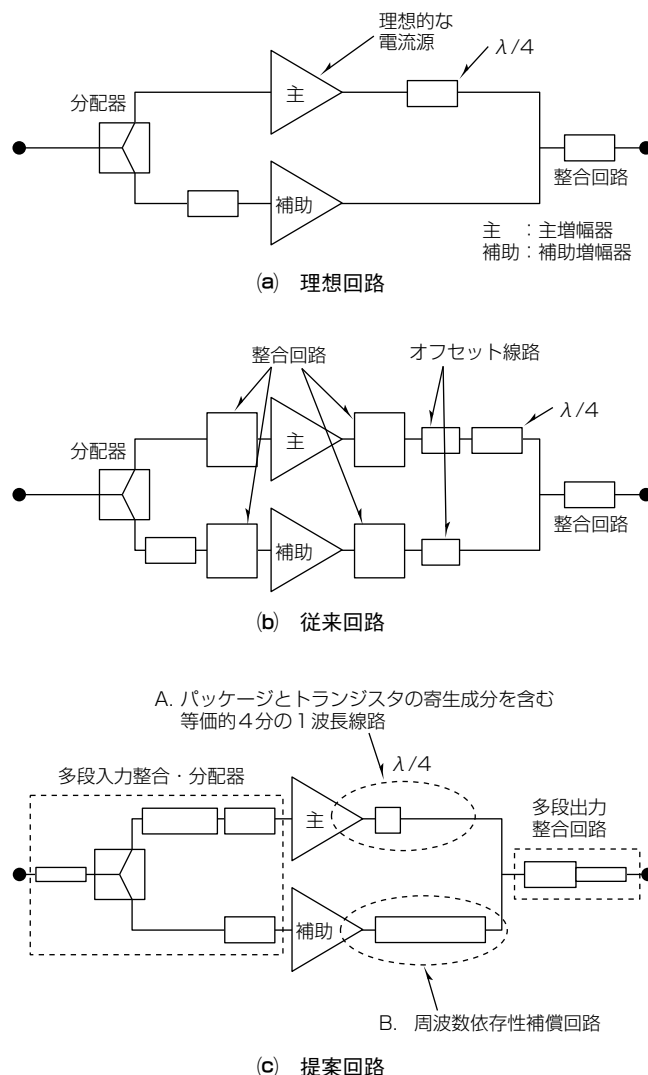 理想的な
電流源
λ/4
分配器
主
補助
整合回路
主　：主増幅器
補助：補助増幅器
(a)　理想回路
整合回路
オフセット線路
λ/4
分配器
主
補助
整合回路
(b)　従来回路
A. パッケージとトランジスタの寄生成分を含む
等価的４分の１波長線路
多段入力整合・分配器
λ/4
主
多段出力
整合回路
補助
B.　周波数依存性補償回路
(c)　提案回路